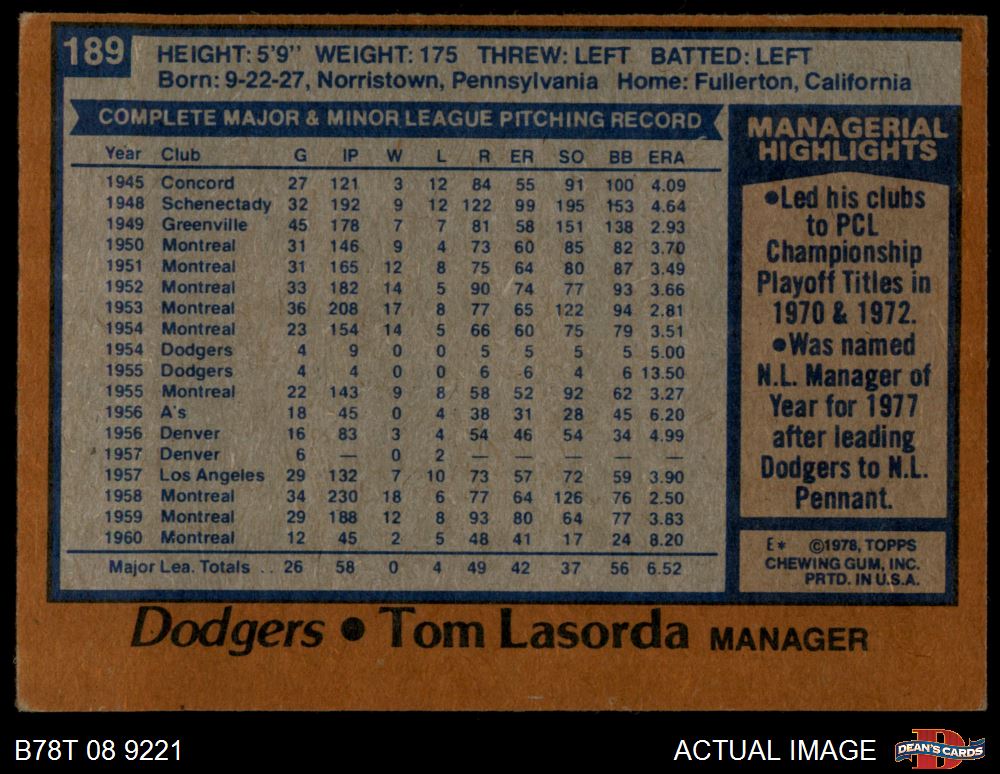 189
HEIGHT: 5'9" WEIGHT: 175 THREW: LEFT BATTED: LEFT
Born: 9-22-27, Norristown, Pennsylvania Home: Fullerton, California
COMPLETE MAJOR & MINOR LEAGUE PITCHING RECORD
Year Club G IP W L R ER SO BB ERA
1945 Concord 27 121 3 12 84 55 91 100 4.09
1948 Schenectady 32 192 9 12 122 99 195 153 4.64
1949 Greenville 45 178 7 7 81 58 151 138 2.93
1950 Montreal 31 146 9 4 73 60 85 82 3.70
1951 Montreal 31 165 12 8 75 64 80 87 3.49
1952 Montreal 33 182 14 5 90 74 77 93 3.66
1953 Montreal 36 208 17 8 77 65 122 94 2.81
1954 Montreal 23 154 14 5 66 60 75 79 3.51
1954 Dodgers 4 9 0 0 5 5 5 5 5.00
1955 Dodgers 4 4 0 0 6 6 4 6 13.50
1955 Montreal 22 143 9 8 58 52 92 62 3.27
1956 A's 18 45 0 4 38 31 28 45 6.20
1956 Denver 16 83 3 4 54 46 54 34 4.99
1957 Denver 6 — 0 2 — — — — —
1957 Los Angeles 29 132 7 10 73 57 72 59 3.90
1958 Montreal 34 230 18 6 77 64 126 76 2.50
1959 Montreal 29 188 12 8 93 80 64 77 3.83
1960 Montreal 12 45 2 5 48 41 17 24 8.20
Major Lea. Totals .. 26 58 0 4 49 42 37 56 6.52
MANAGERIAL
HIGHLIGHTS
●Led his clubs
to PCL
Championship
Playoff Titles in
1970 & 1972.
●Was named
N.L. Manager of
Year for 1977
after leading
Dodgers to N.L.
Pennant.
E* ©1978, TOPPS
CHEWING GUM, INC.
PRTD. IN U.S.A.
Dodgers ● Tom Lasorda MANAGER
B78T 08 9221
ACTUAL IMAGE
D
DEAN'S CARDS